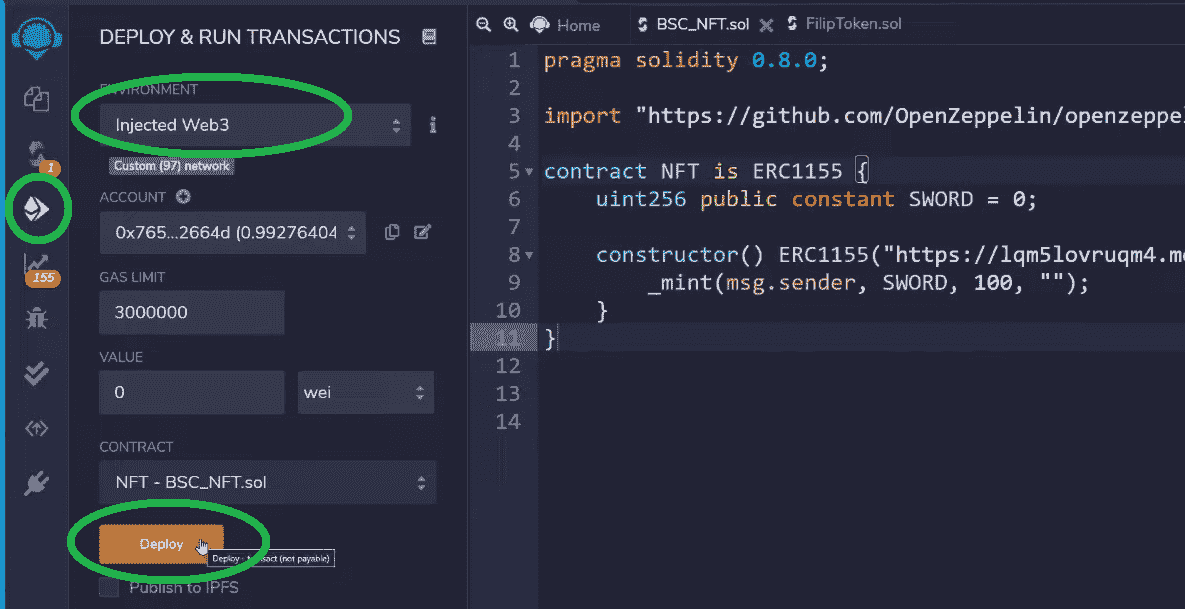 DEPLOY & RUN TRANSACTIONS
ENVIRONMENT
Injected Web3
Custom (97) network
1
ACCOUNT
0x765...2664d (0.99276404
155
GAS LIMIT
3000000
VALUE
0
wei
CONTRACT
NFT - BSC_NFT.sol
Deploy
Deploy - transact (not payable)
Publish to IPFS
Home
BSC_NFT.sol
FilipToken.sol
1 pragma solidity 0.8.0;
2
3 import "https://github.com/OpenZeppelin/openzeppel
4
5 contract NFT is ERC1155 {
6 uint256 public constant SWORD = 0;
7
8 constructor() ERC1155("https://lqm5lovruqm4.mo
9 _mint(msg.sender, SWORD, 100, "");
10 }
11 }
12
13
14